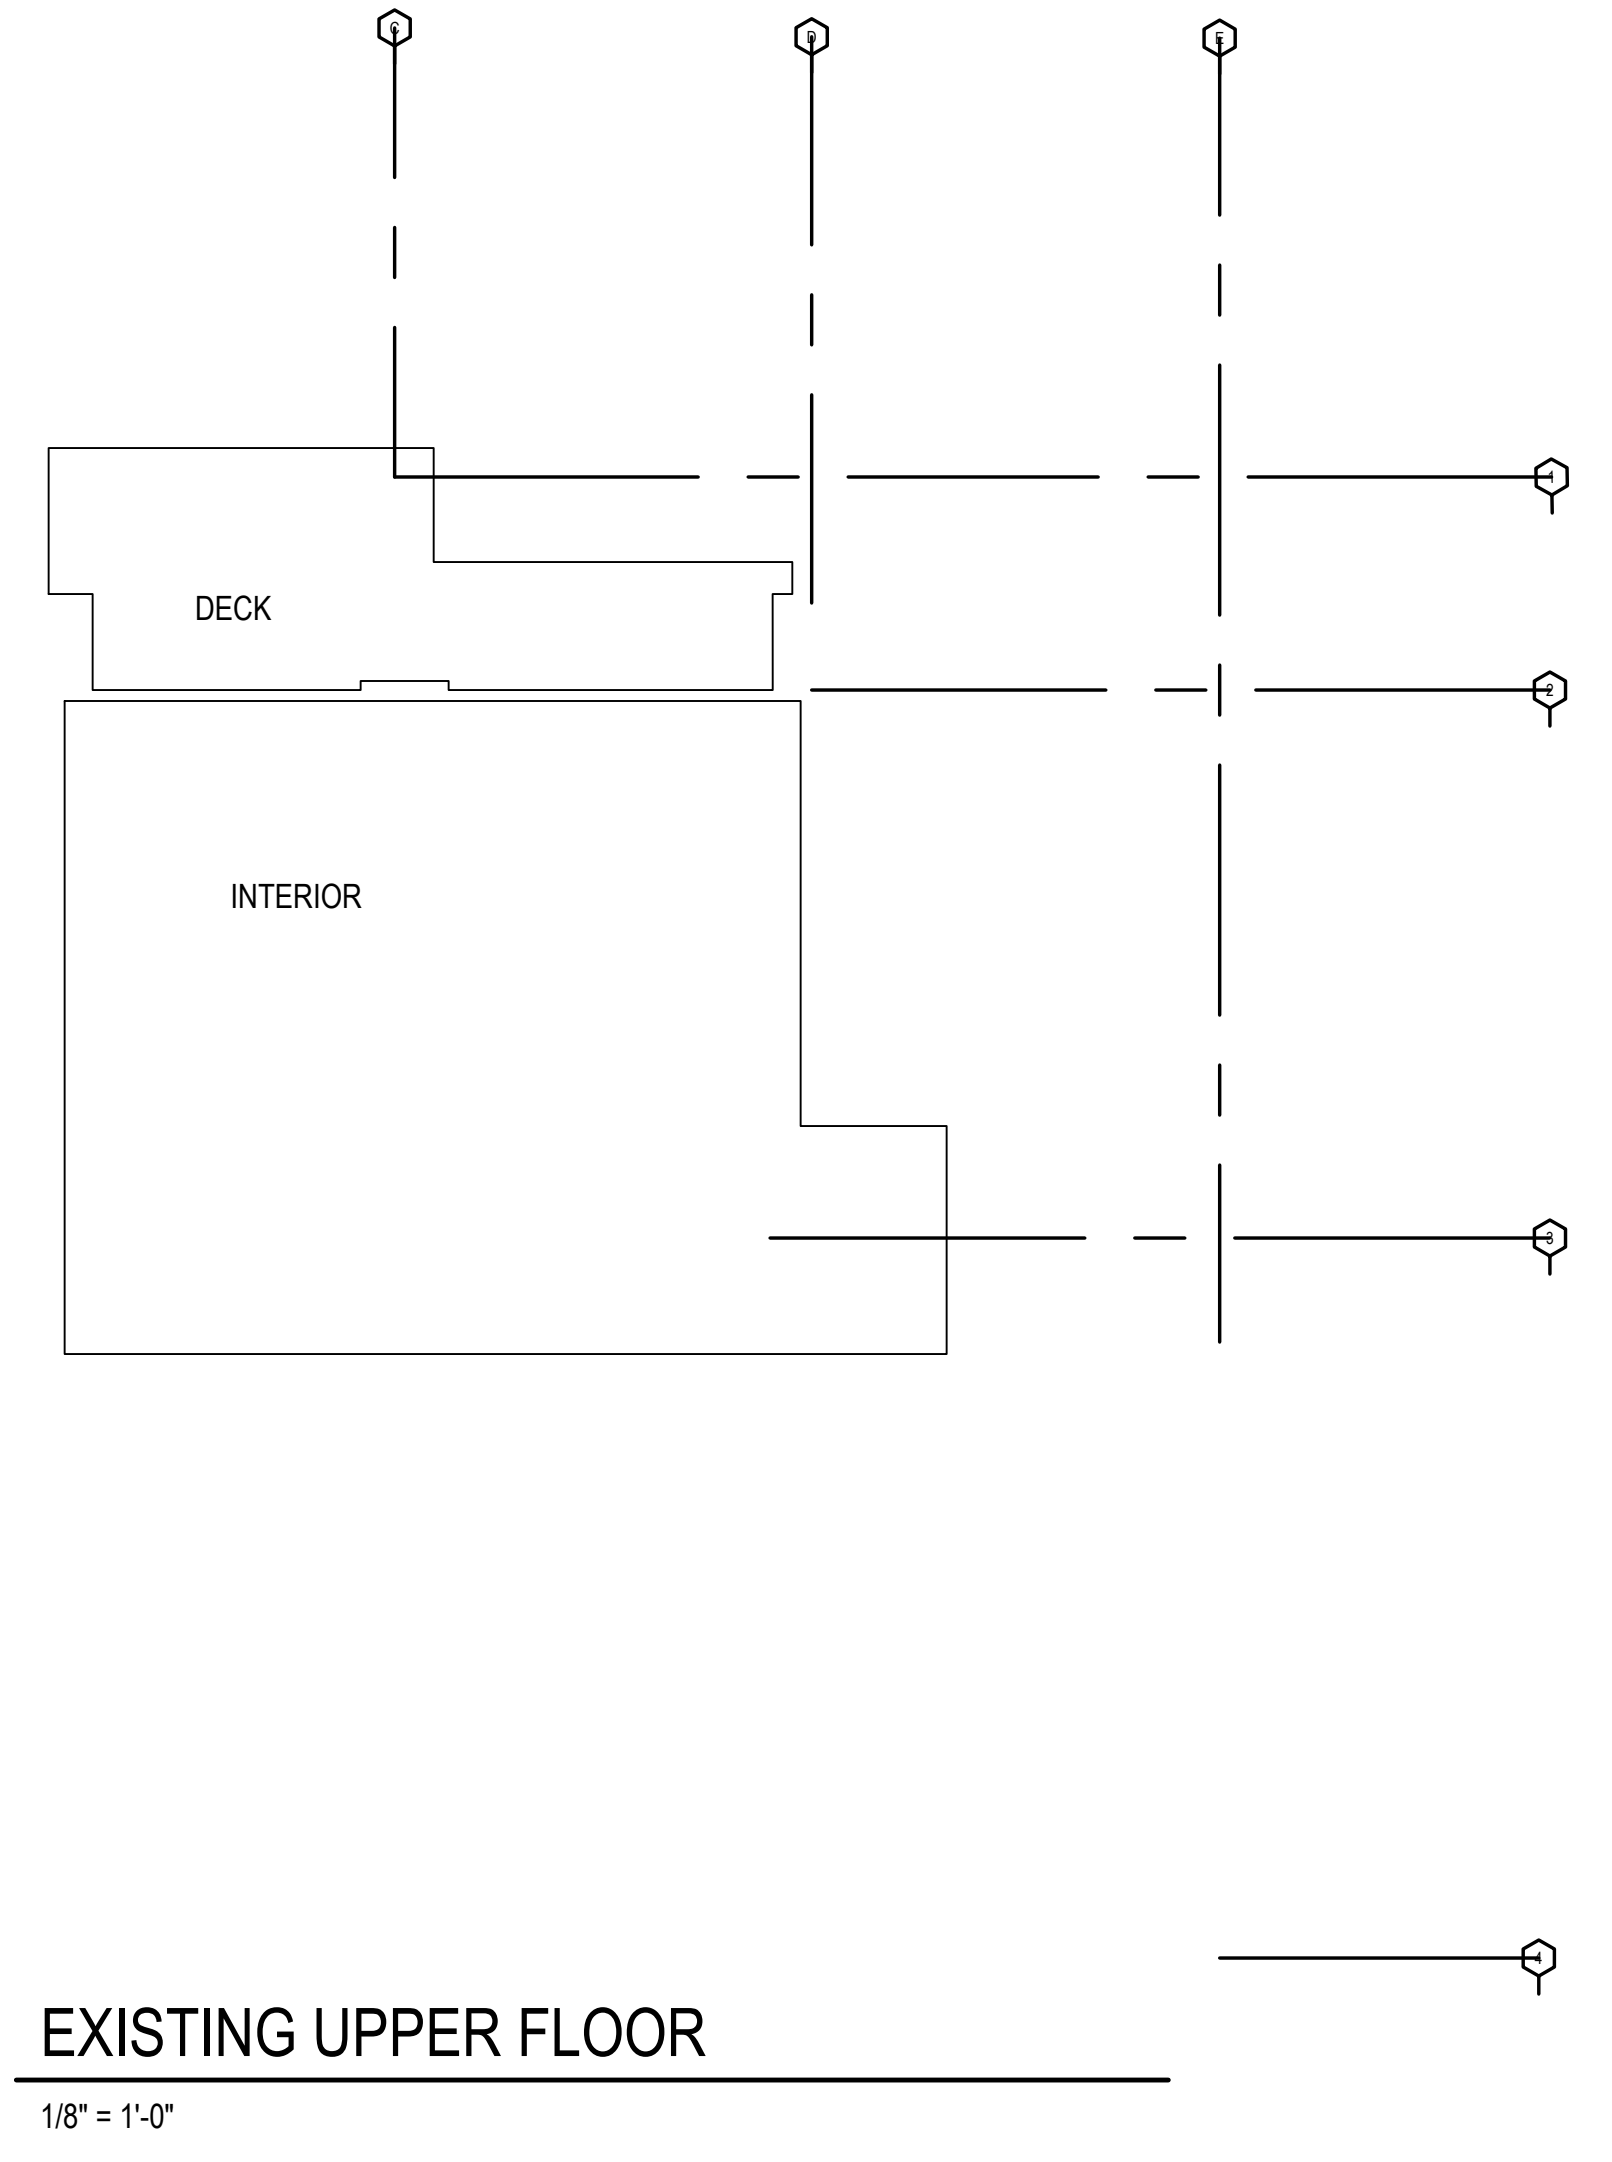 C
D
E
1
DECK
2
INTERIOR
3
4
EXISTING UPPER FLOOR
1/8" = 1'-0"